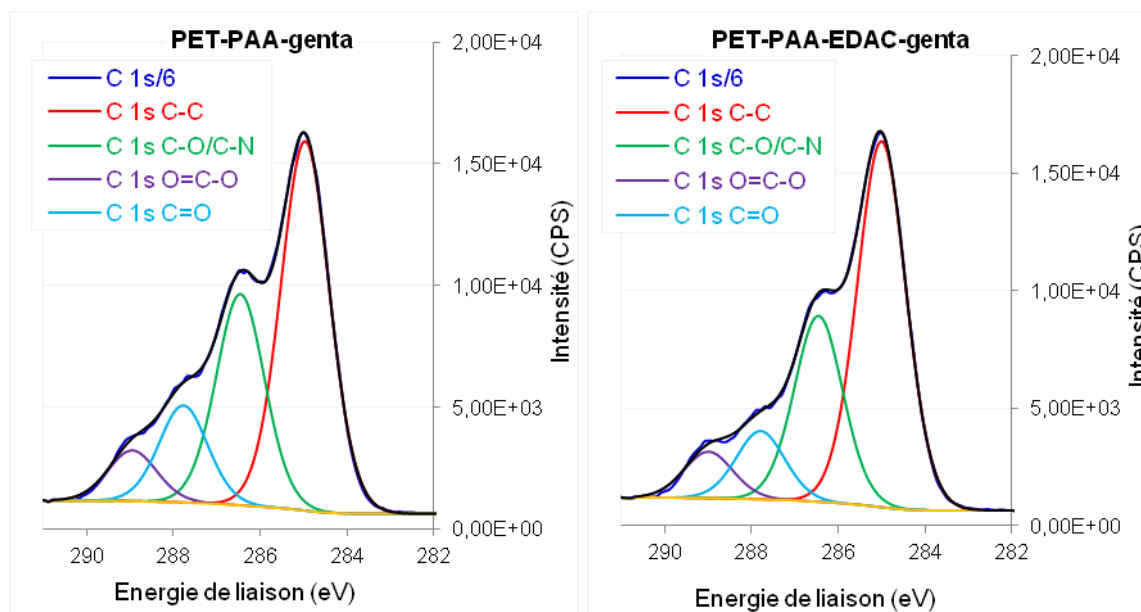 PET-PAA-genta
C 1s/6
C 1s C-C
C 1s C-O/C-N
C 1s O=C-O
C 1s C=O
2,00E+04
1,50E+04
1,00E+04
5,00E+03
0,00E+00
Intensité (CPS)
290 288 286 284 282
Energie de liaison (eV)
PET-PAA-EDAC-genta
C 1s/6
C 1s C-C
C 1s C-O/C-N
C 1s O=C-O
C 1s C=O
2,00E+04
1,50E+04
1,00E+04
5,00E+03
0,00E+00
Intensité (CPS)
290 288 286 284 282
Energie de liaison (eV)